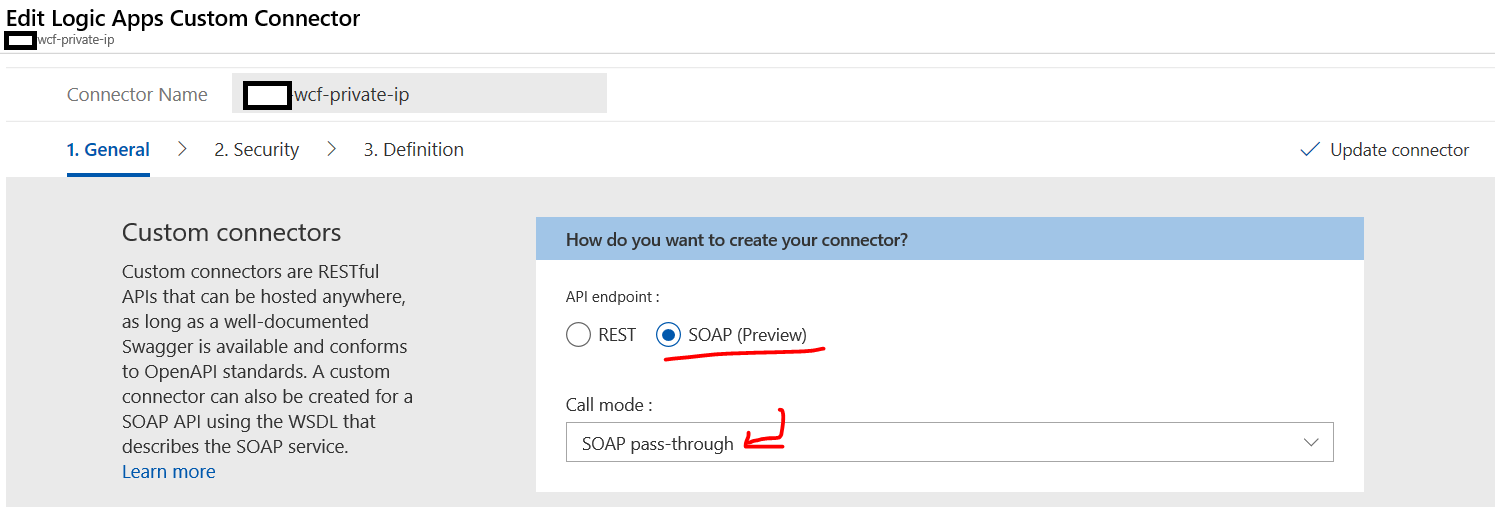 Edit Logic Apps Custom Connector
wcf-private-ip
Connector Name
-wcf-private-ip
1. General
2. Security
3. Definition
Update connector
Custom connectors
Custom connectors are RESTful
APIs that can be hosted anywhere,
as long as a well-documented
Swagger is available and conforms
to OpenAPI standards. A custom
connector can also be created for a
SOAP API using the WSDL that
describes the SOAP service.
Learn more
How do you want to create your connector?
API endpoint :
REST
SOAP (Preview)
Call mode :
SOAP pass-through